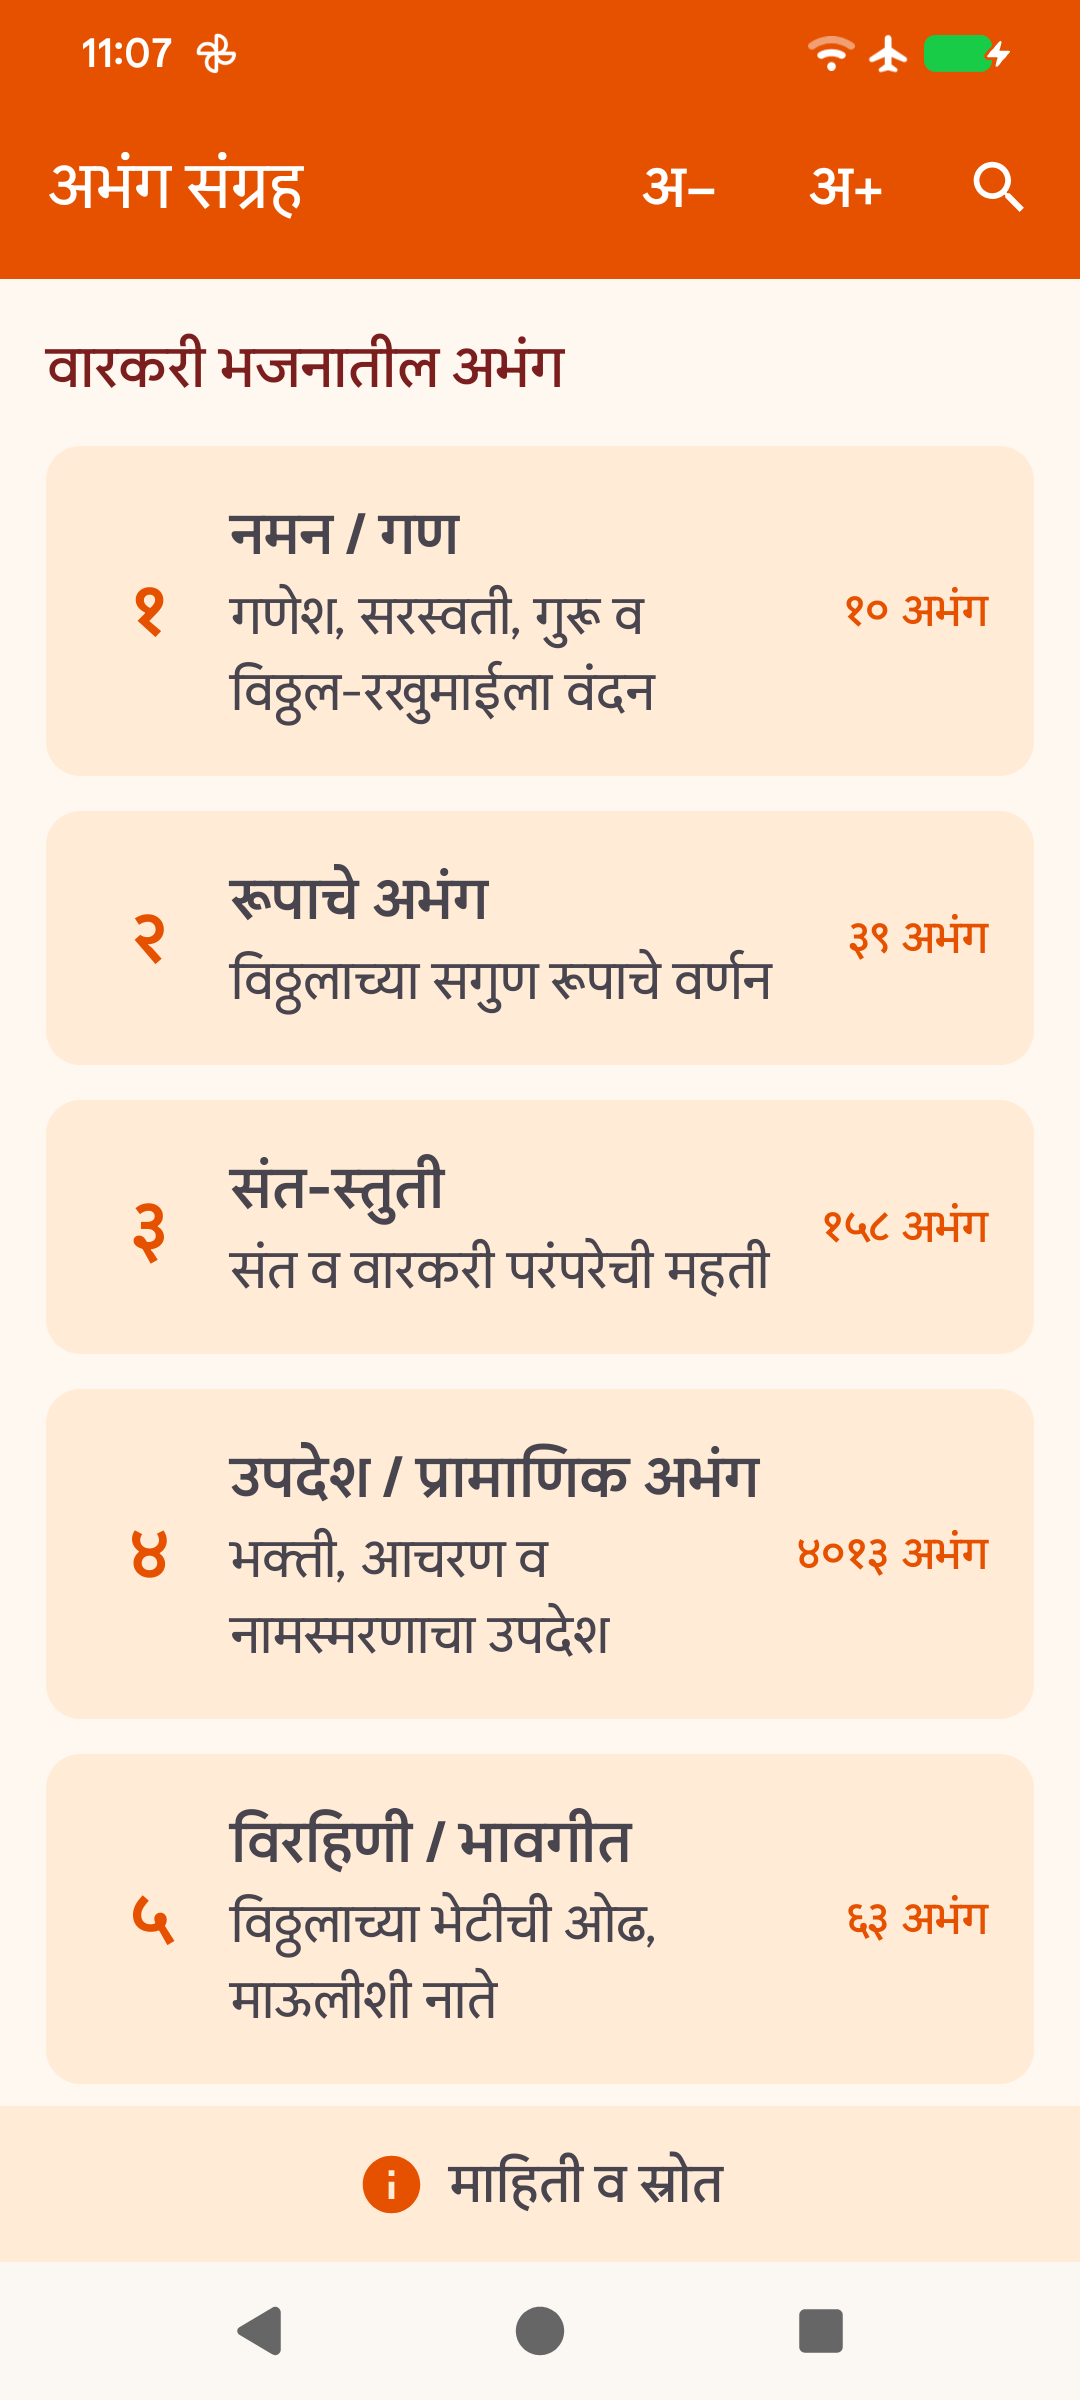 11:07
अभंग संग्रह
अ–
अ+
वारकरी भजनातील अभंग
१
नमन / गण
गणेश, सरस्वती, गुरू व
विठ्ठल-रखुमाईला वंदन
१० अभंग
२
रूपाचे अभंग
विठ्ठलाच्या सगुण रूपाचे वर्णन
३९ अभंग
३
संत-स्तुती
संत व वारकरी परंपरेची महती
१५८ अभंग
४
उपदेश / प्रामाणिक अभंग
भक्ती, आचरण व
नामस्मरणाचा उपदेश
४०१३ अभंग
५
विरहिणी / भावगीत
विठ्ठलाच्या भेटीची ओढ,
माऊलीशी नाते
६३ अभंग
माहिती व स्रोत